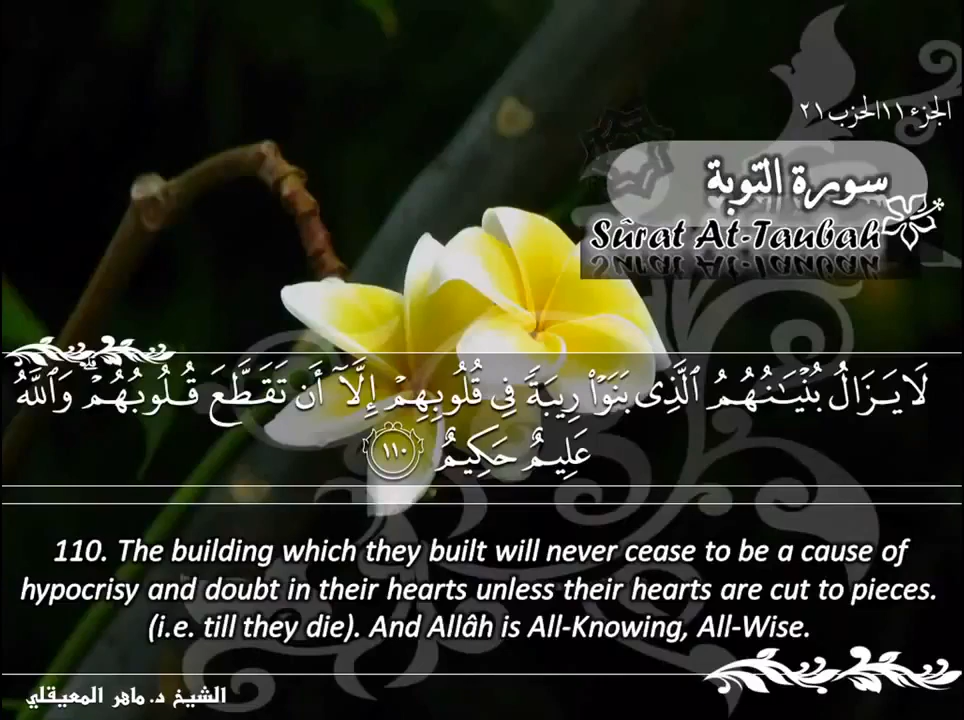 الجزء ١١ الحزب ٢١
سورة التوبة
Sûrat At-Taubah
لَا يَزَالُ بُنْيَـٰنُهُمُ ٱلَّذِى بَنَوْا۟ رِيبَةً فِى قُلُوبِهِمْ إِلَّآ أَن تَقَطَّعَ قُلُوبُهُمْ ۗ وَٱللَّهُ
عَلِيمٌ حَكِيمٌ ١١٠
110. The building which they built will never cease to be a cause of
hypocrisy and doubt in their hearts unless their hearts are cut to pieces.
(i.e. till they die). And Allâh is All-Knowing, All-Wise.
الشيخ د. ماهر المعيقلي